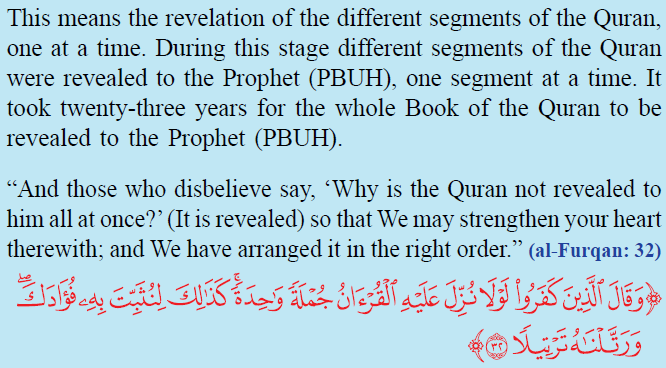 This means the revelation of the different segments of the Quran,
one at a time. During this stage different segments of the Quran
were revealed to the Prophet (PBUH), one segment at a time. It
took twenty-three years for the whole Book of the Quran to be
revealed to the Prophet (PBUH).
“And those who disbelieve say, ‘Why is the Quran not revealed to
him all at once?’ (It is revealed) so that We may strengthen your heart
therewith; and We have arranged it in the right order.” (al-Furqan: 32)
﴿وَقَالَ ٱلَّذِينَ كَفَرُوا۟ لَوْلَا نُزِّلَ عَلَيْهِ ٱلْقُرْءَانُ جُمْلَةً وَٰحِدَةً ۚ كَذَٰلِكَ لِنُثَبِّتَ بِهِۦ فُؤَادَكَ ۖ
وَرَتَّلْنَٰهُ تَرْتِيلًا ٣٢﴾